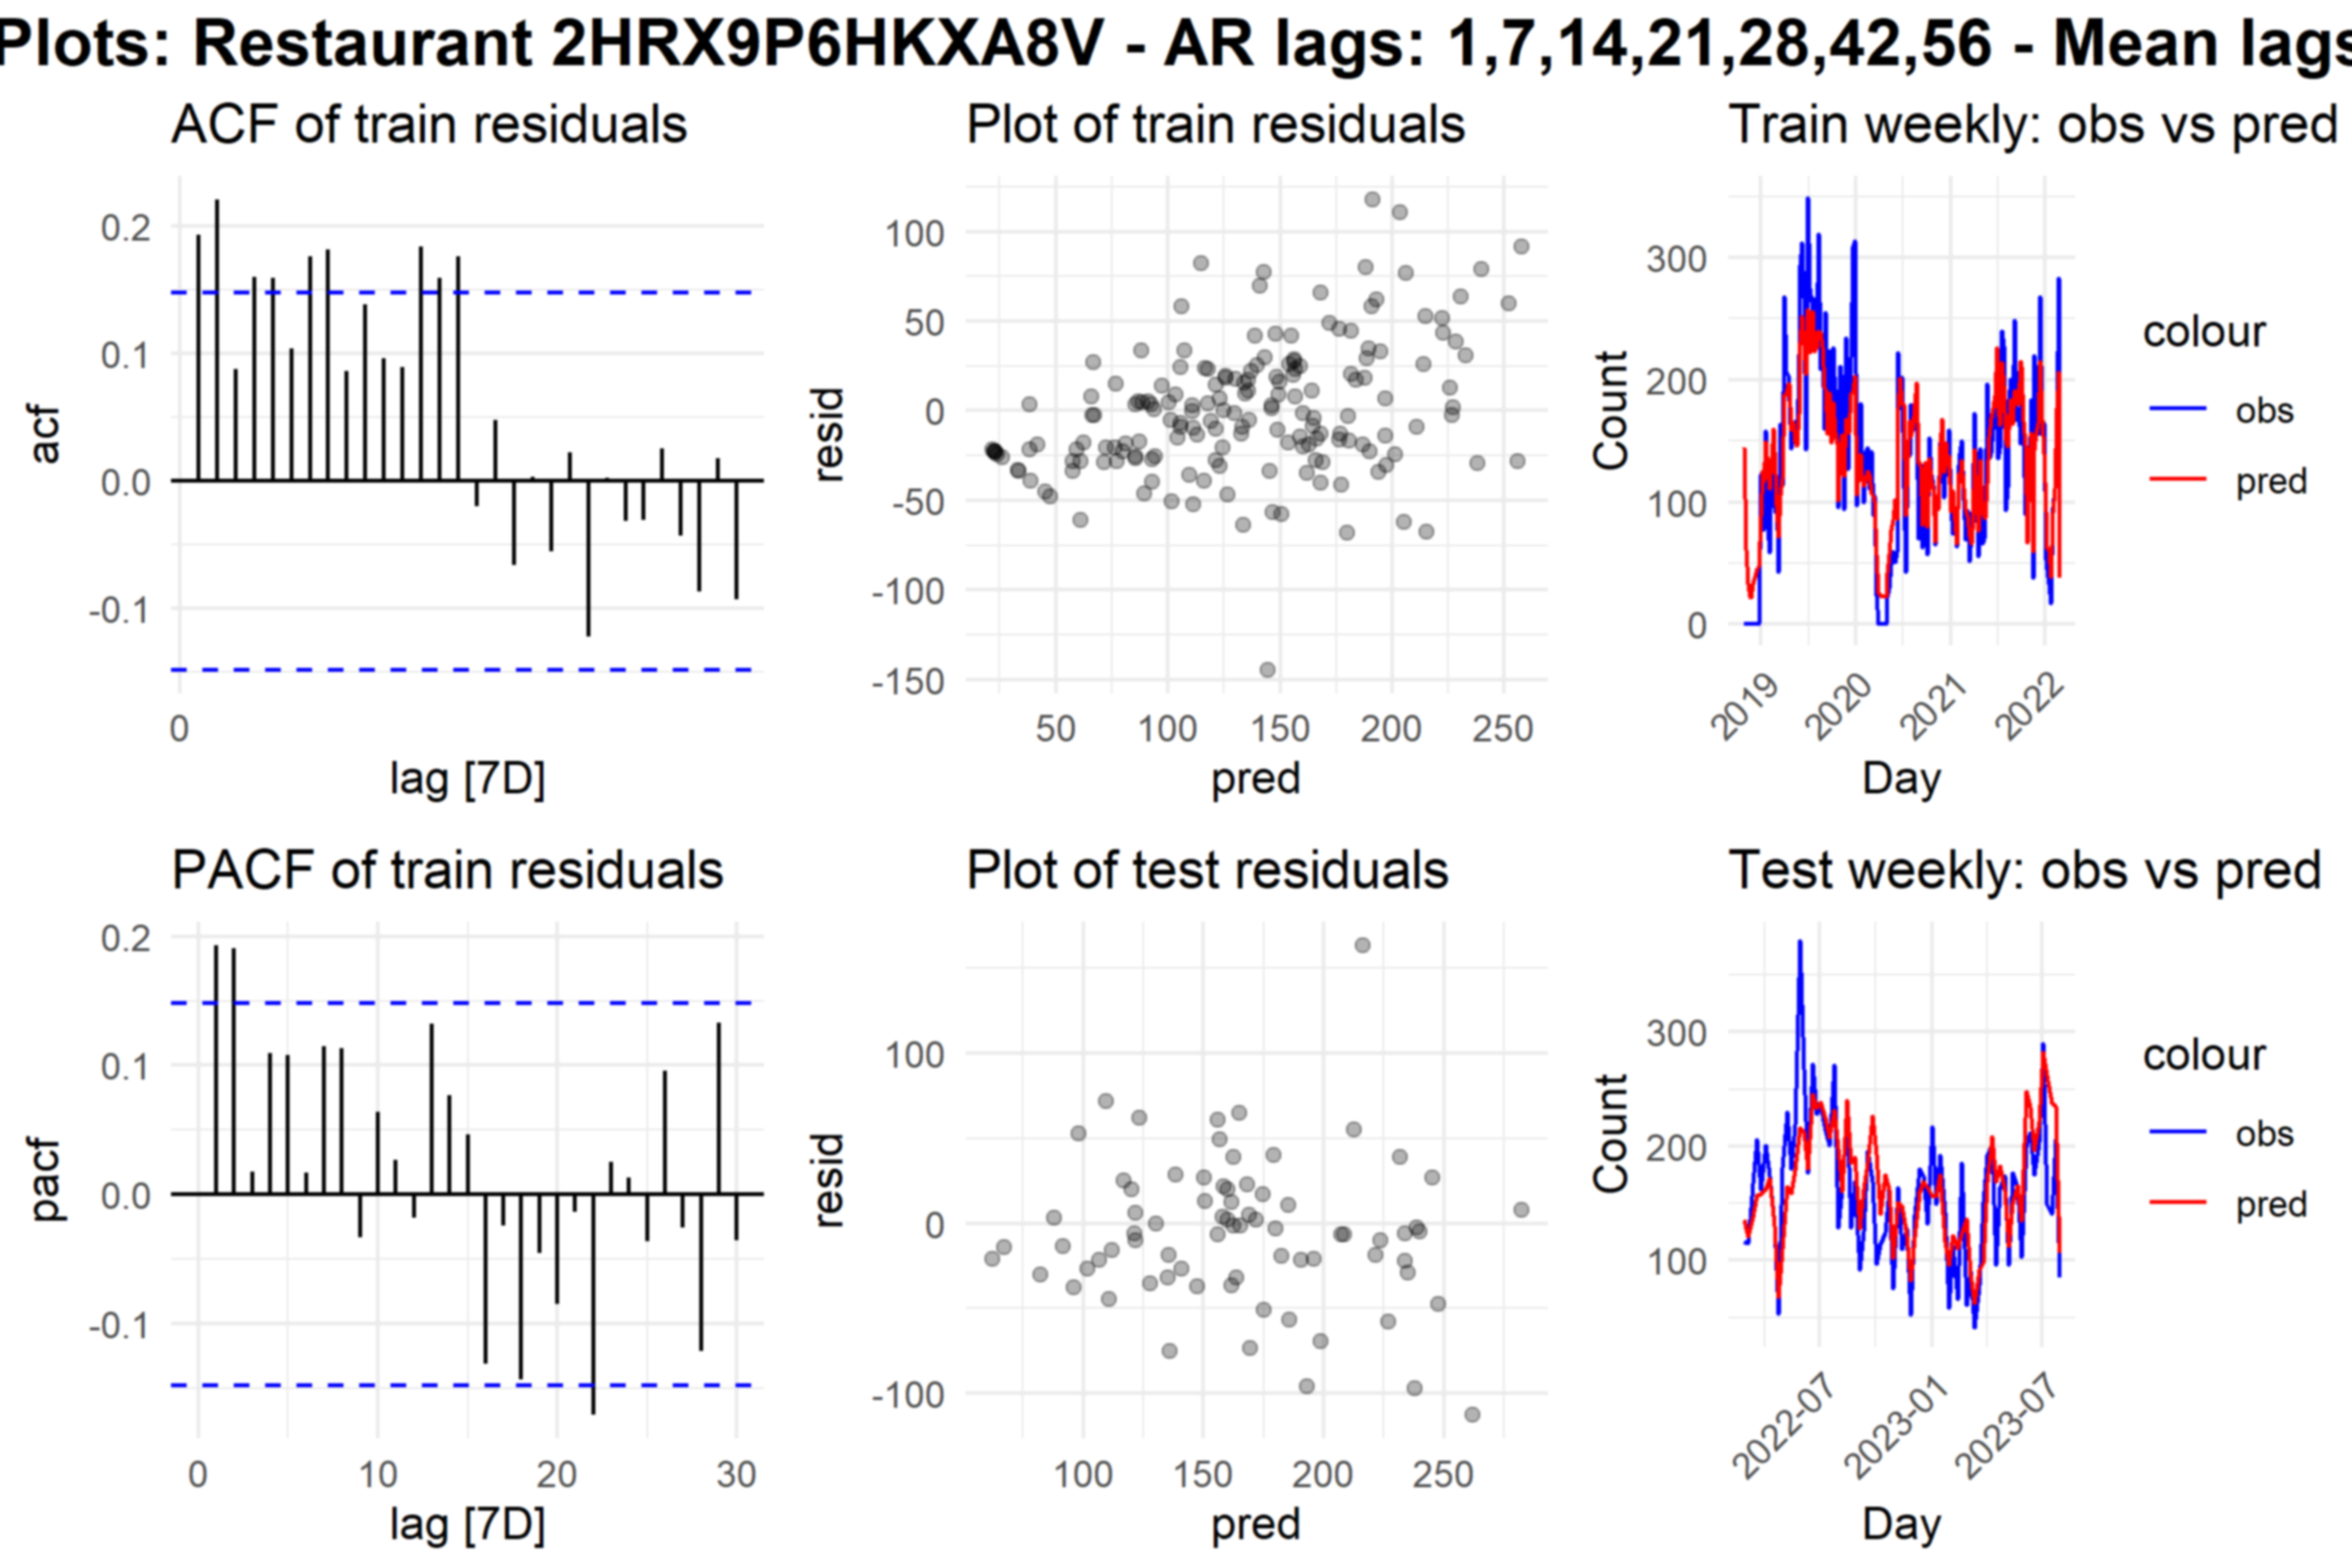 Plots: Restaurant 2HRX9P6HKXA8V - AR lags: 1,7,14,21,28,42,56 - Mean lags
ACF of train residuals
0.2
0.1
0.0
-0.1
acf
0
lag [7D]
Plot of train residuals
100
50
0
-50
-100
-150
resid
50 100 150 200 250
pred
Train weekly: obs vs pred
300
200
100
0
Count
2019 2020 2021 2022
Day
colour
obs
pred
PACF of train residuals
0.2
0.1
0.0
-0.1
pacf
0 10 20 30
lag [7D]
Plot of test residuals
100
0
-100
resid
100 150 200 250
pred
Test weekly: obs vs pred
300
200
100
Count
2022-07 2023-01 2023-07
Day
colour
obs
pred